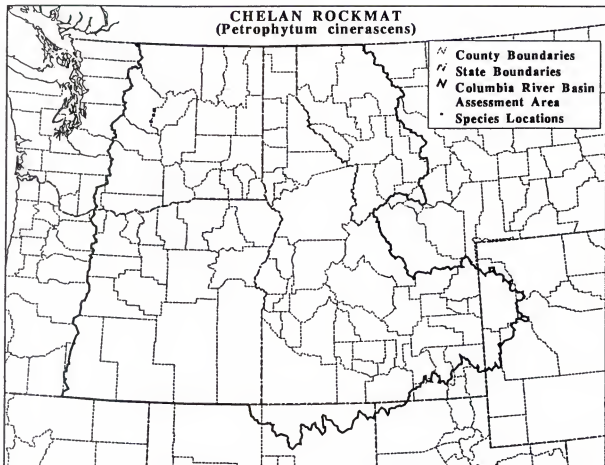 CHELAN ROCKMAT
(Petrophytum cinerascens)
N County Boundaries
N State Boundaries
N Columbia River Basin
Assessment Area
· Species Locations